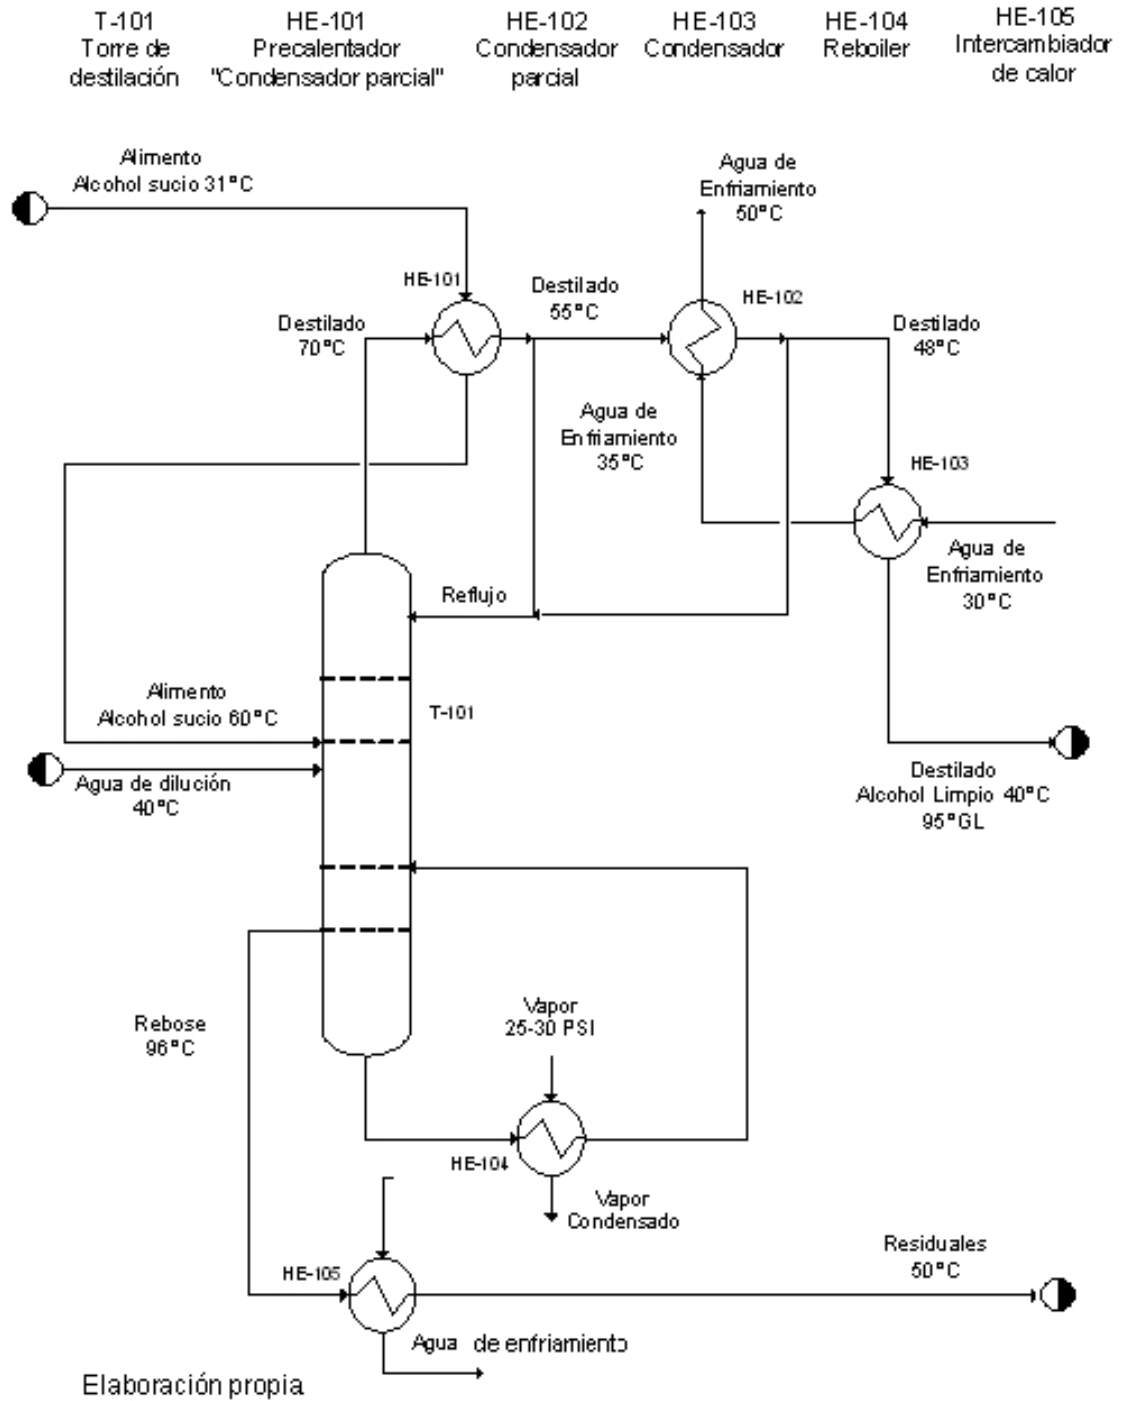 T-101
Torre de
destilación
HE-101
Precalentador
"Condensador parcial"
HE-102
Condensador
parcial
HE-103
Condensador
HE-104
Reboiler
HE-105
Intercambiador
de calor
Alimento
Alcohol sucio 31°C
Agua de
Enfriamiento
50°C
HE-101
Destilado
55°C
HE-102
Destilado
70°C
Destilado
48°C
Agua de
Enfriamiento
35°C
HE-103
Agua de
Enfriamiento
30°C
Reflujo
Alimento
Alcohol sucio 60°C
T-101
Agua de dilución
40°C
Destilado
Alcohol Limpio 40°C
95°GL
Rebose
96°C
Vapor
25-30 PSI
HE-104
Vapor
Condensado
HE-105
Residuales
50°C
Agua de enfriamiento
Elaboración propia